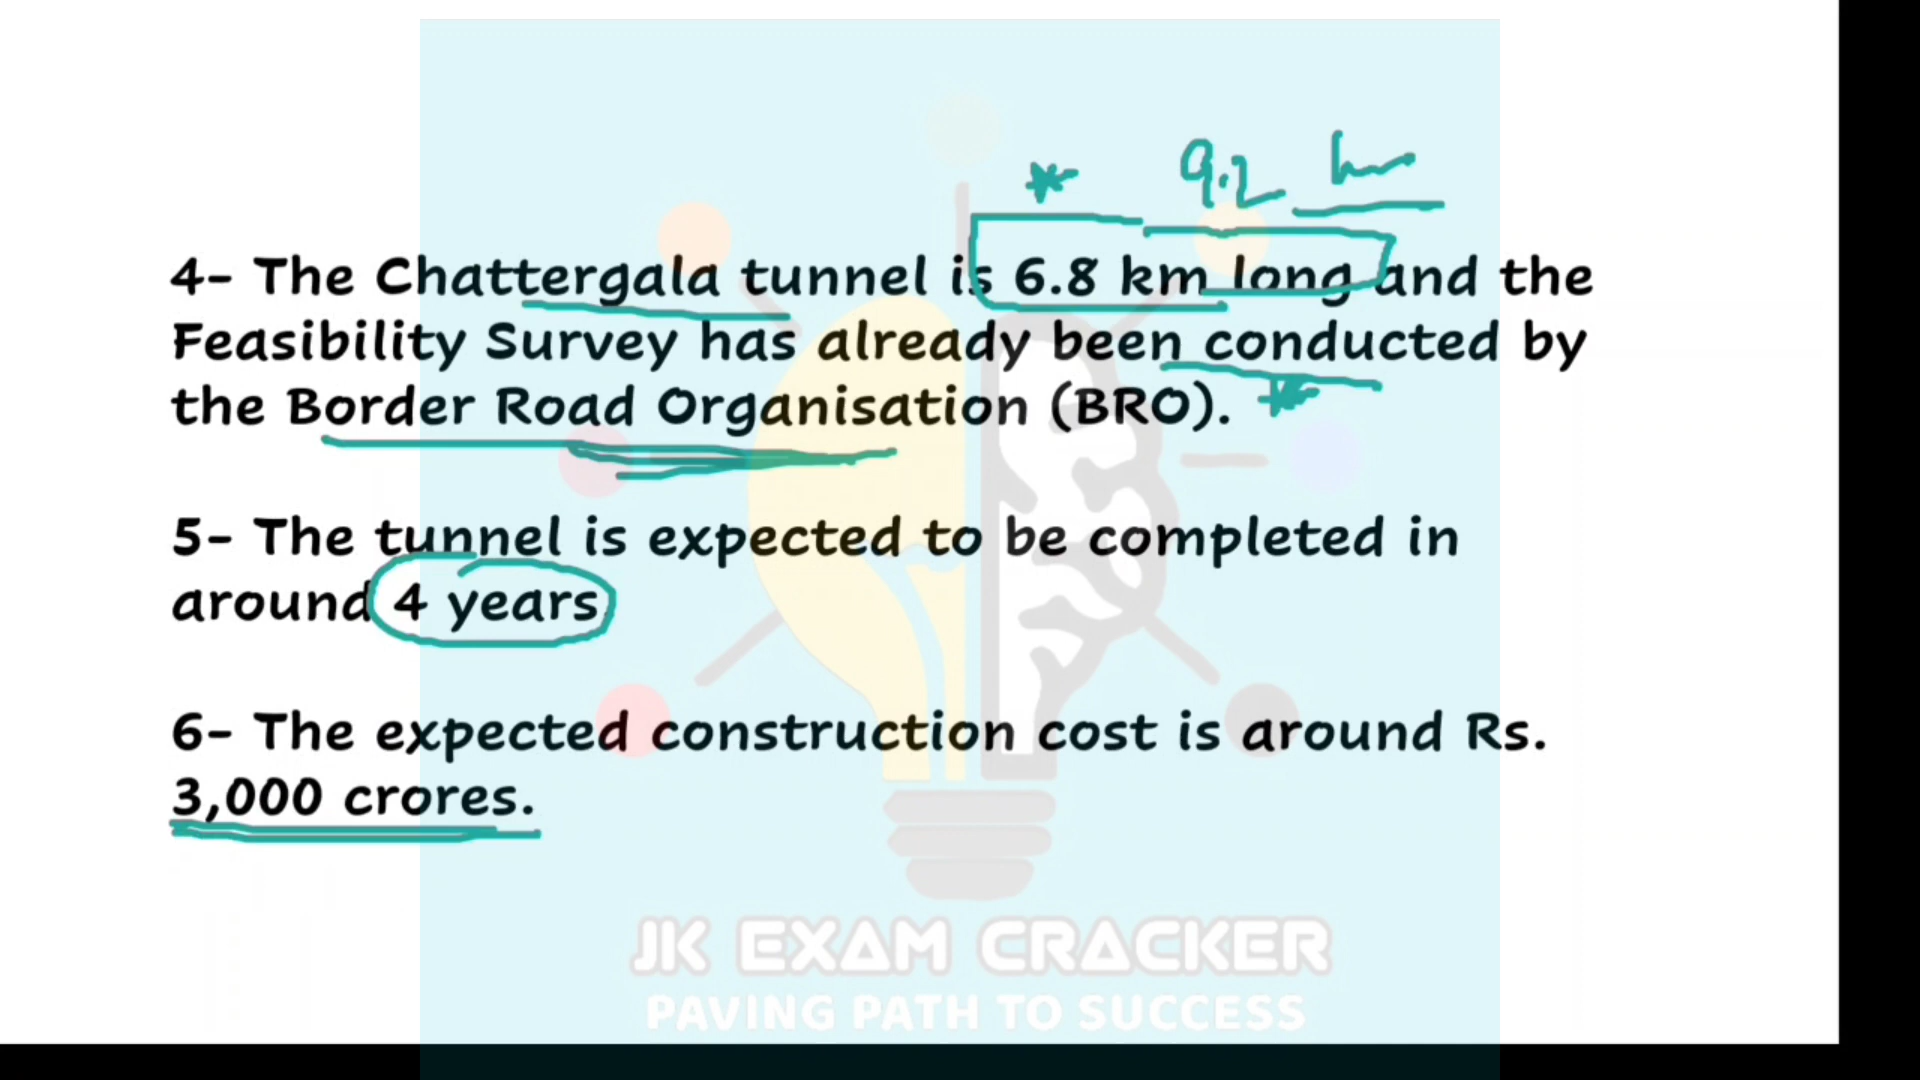 9.2 km
4- The Chattergala tunnel is 6.8 km long and the
Feasibility Survey has already been conducted by
the Border Road Organisation (BRO).
5- The tunnel is expected to be completed in
around 4 years
6- The expected construction cost is around Rs.
3,000 crores.
JK EXAM CRACKER
PAVING PATH TO SUCCESS